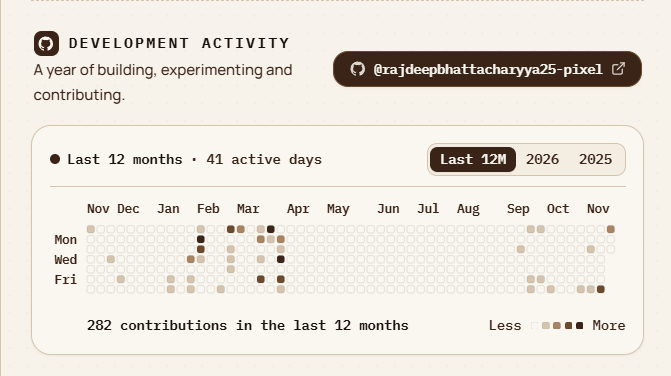 DEVELOPMENT ACTIVITY
A year of building, experimenting and
contributing.
@rajdeepbhattacharyya25-pixel
Last 12 months · 41 active days
Last 12M 2026 2025
Nov Dec Jan Feb Mar Apr May Jun Jul Aug Sep Oct Nov
Mon
Wed
Fri
282 contributions in the last 12 months
Less More